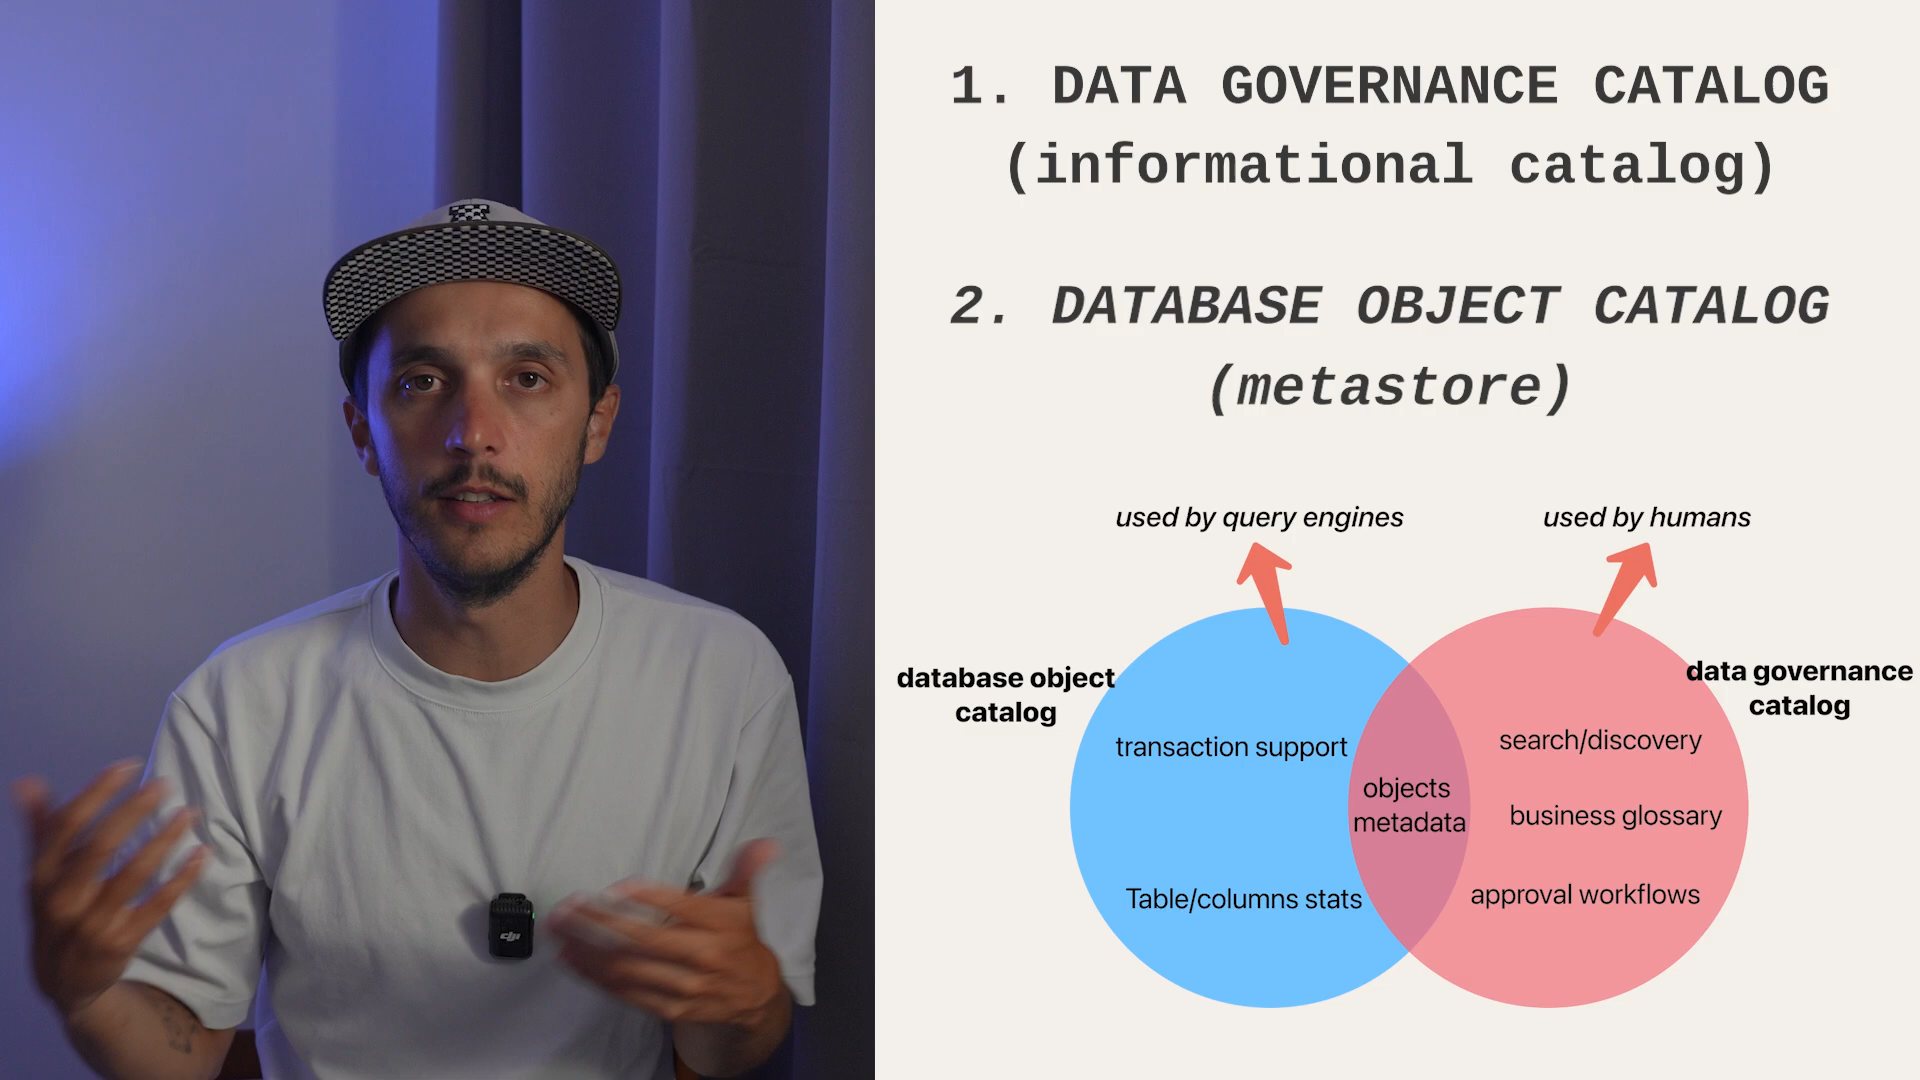 1. DATA GOVERNANCE CATALOG
(informational catalog)
2. DATABASE OBJECT CATALOG
(metastore)
used by query engines
used by humans
database object
catalog
data governance
catalog
transaction support
search/discovery
objects
metadata
business glossary
Table/columns stats
approval workflows
dji